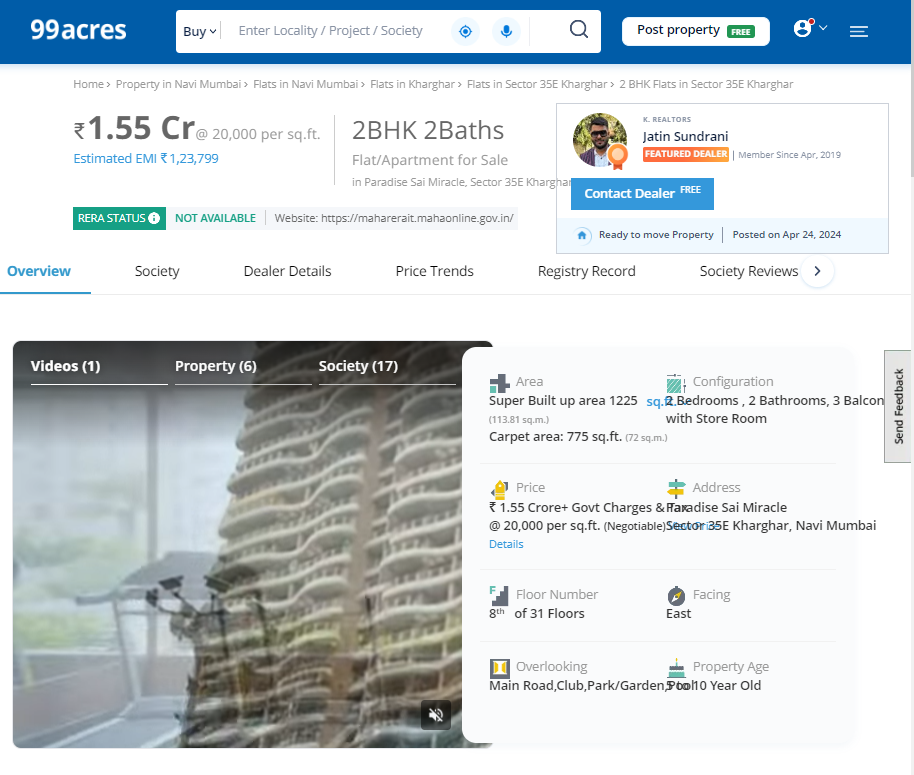 99acres
Buy
Enter Locality / Project / Society
Post property FREE
Home › Property in Navi Mumbai › Flats in Navi Mumbai › Flats in Kharghar › Flats in Sector 35E Kharghar › 2 BHK Flats in Sector 35E Kharghar
₹1.55 Cr @ 20,000 per sq.ft.
Estimated EMI ₹1,23,799
2BHK 2Baths
Flat/Apartment for Sale
in Paradise Sai Miracle, Sector 35E Kharghar
K. REALTORS
Jatin Sundrani
FEATURED DEALER | Member Since Apr, 2019
Contact Dealer FREE
Ready to move Property | Posted on Apr 24, 2024
RERA STATUS NOT AVAILABLE | Website: https://maharerait.mahaonline.gov.in/
Overview
Society
Dealer Details
Price Trends
Registry Record
Society Reviews
Videos (1)
Property (6)
Society (17)
Area
Super Built up area 1225 sq.ft.
(113.81 sq.m.)
Carpet area: 775 sq.ft. (72 sq.m.)
Configuration
2 Bedrooms , 2 Bathrooms, 3 Balcon
with Store Room
Price
₹ 1.55 Crore+ Govt Charges & Tax
@ 20,000 per sq.ft. (Negotiable) View Price
Details
Address
Paradise Sai Miracle
Sector 35E Kharghar, Navi Mumbai
Floor Number
8th of 31 Floors
Facing
East
Overlooking
Main Road,Club,Park/Garden,Pool
Property Age
5 to 10 Year Old
Send Feedback